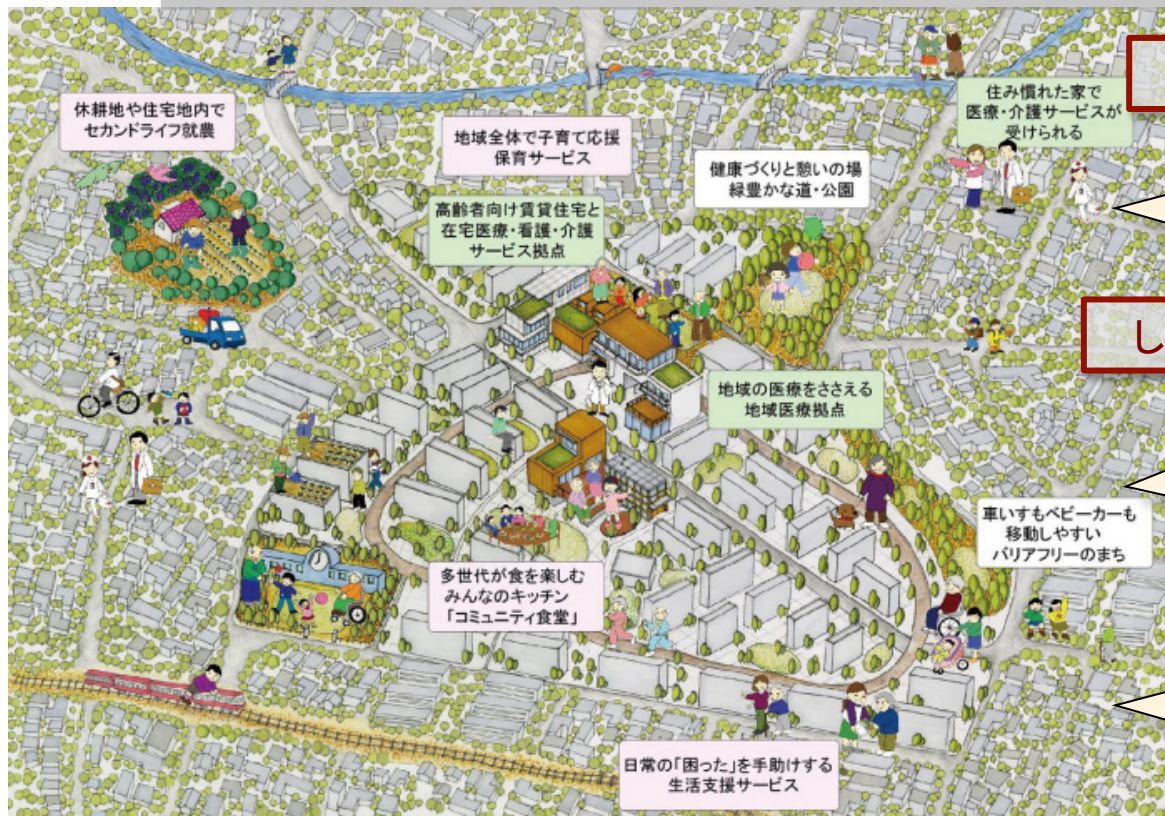 休耕地や住宅地内で
セカンドライフ就農
地域全体で子育て応援
保育サービス
住み慣れた家で
医療・介護サービスが
受けられる
健康づくりと憩いの場
緑豊かな道・公園
高齢者向け賃貸住宅と
在宅医療・看護・介護
サービス拠点
し
地域の医療をささえる
地域医療拠点
車いすもベビーカーも
移動しやすい
バリアフリーのまち
多世代が食を楽しむ
みんなのキッチン
「コミュニティ食堂」
日常の「困った」を手助けする
生活支援サービス